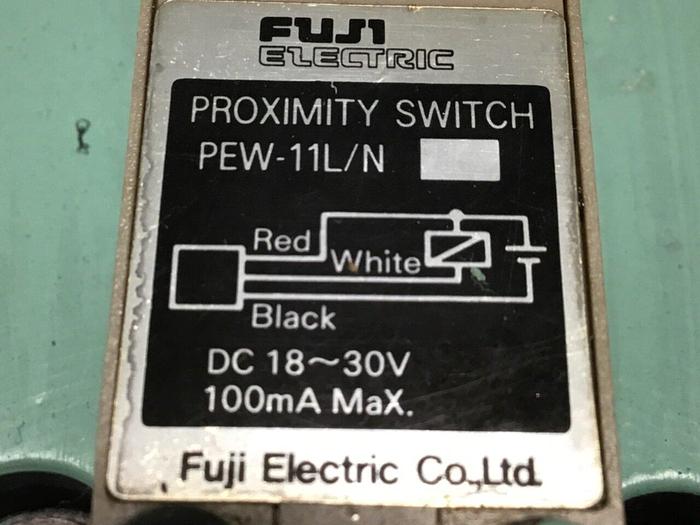 FUJI
ELECTRIC
PROXIMITY SWITCH
PEW-11L/N
Red
White
Black
DC 18～30V
100mA MaX.
Fuji Electric Co.,Ltd.